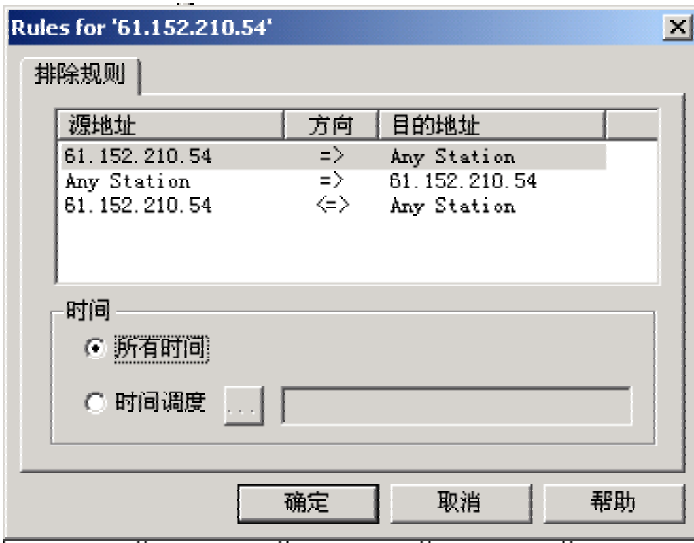 Rules for '61.152.210.54'
排除规则
源地址 方向 目的地址
61.152.210.54 => Any Station
Any Station => 61.152.210.54
61.152.210.54 <=> Any Station
时间
所有时间
时间调度 ...
确定 取消 帮助